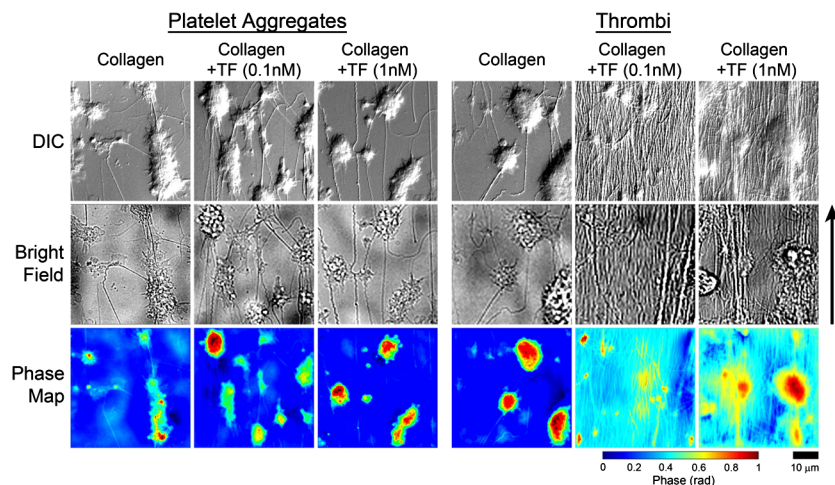 Platelet Aggregates Thrombi
Collagen Collagen +TF (0.1nM) Collagen +TF (1nM) Collagen Collagen +TF (0.1nM) Collagen +TF (1nM)
DIC
Bright Field
Phase Map
0 0.2 0.4 0.6 0.8 1 10 μm
Phase (rad)